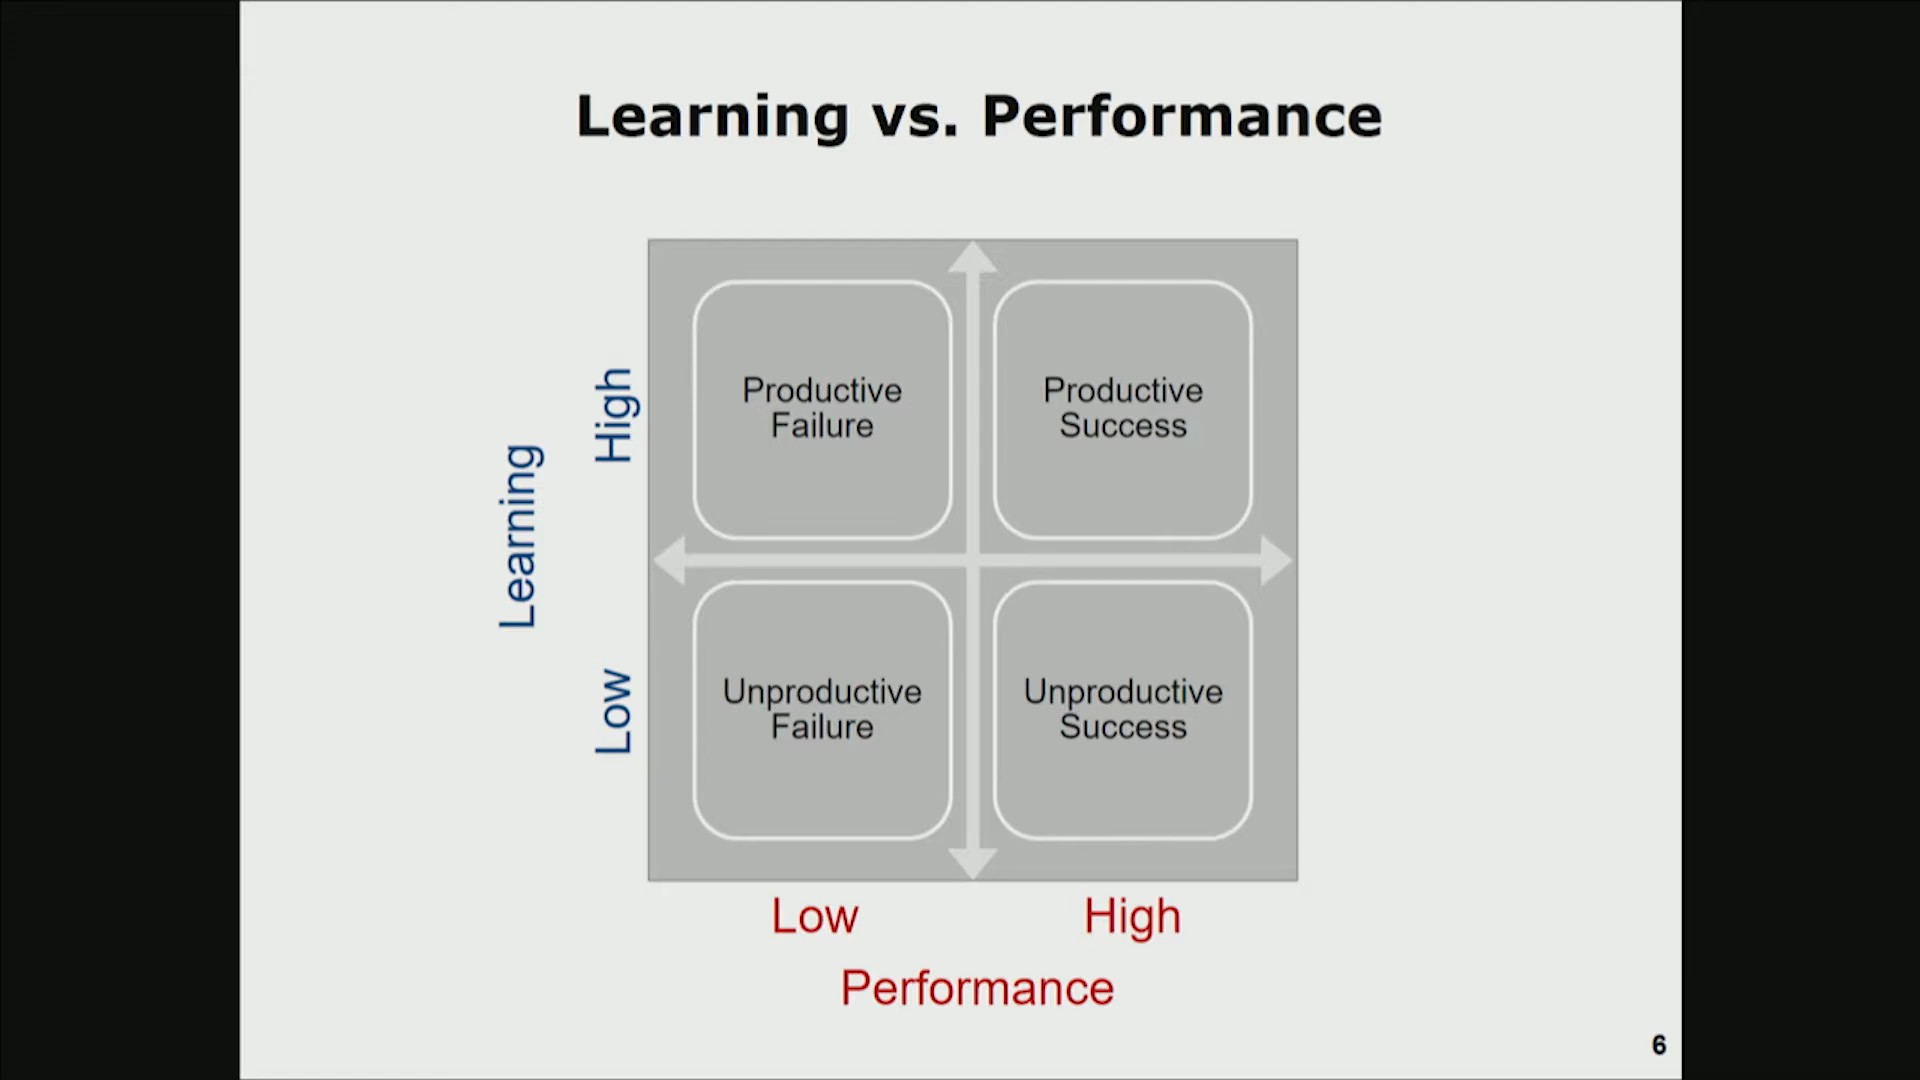 Learning vs. Performance
Learning
High
Productive
Failure
Productive
Success
Low
Unproductive
Failure
Unproductive
Success
Low
High
Performance
6